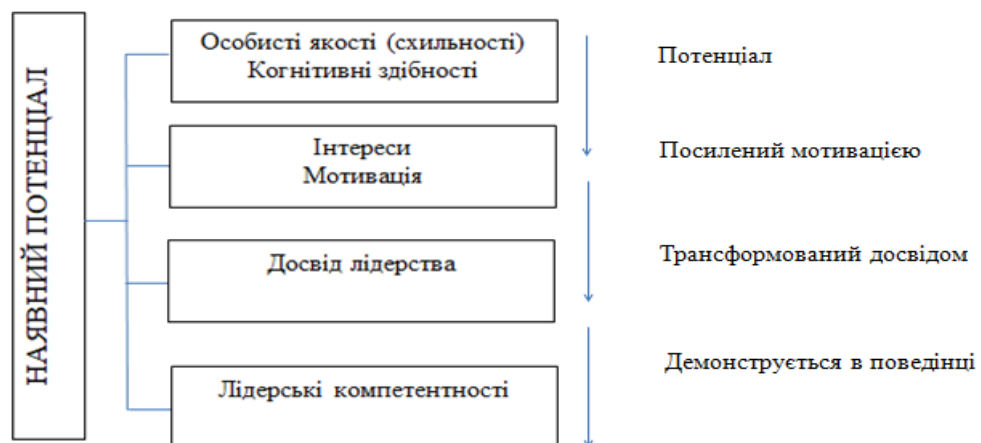 НАЯВНИЙ ПОТЕНЦІАЛ
Особисті якості (схильності)
Когнітивні здібності
Потенціал
Інтереси
Мотивація
Посилений мотивацією
Досвід лідерства
Трансформований досвідом
Лідерські компетентності
Демонструється в поведінці